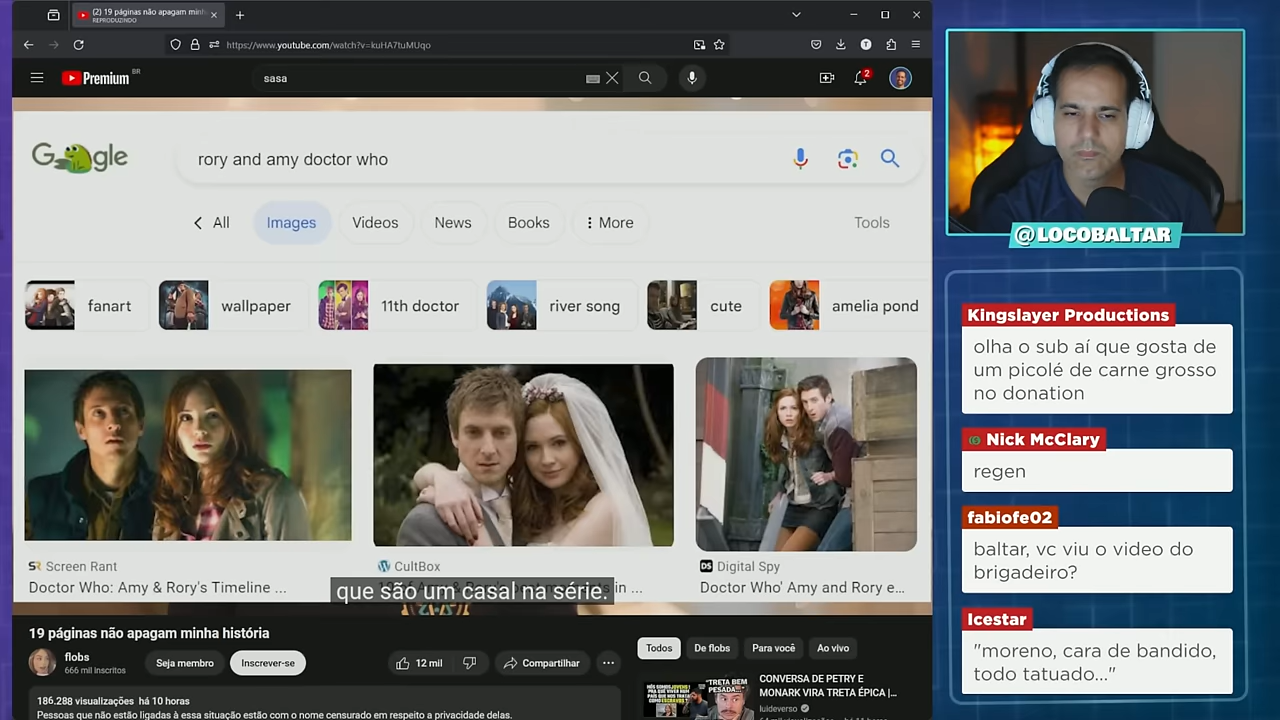 (2) 19 páginas não apagam minh
REPRODUZINDO
https://www.youtube.com/watch?v=kuHA7tuMUqo
Premium BR
sasa
2
Google
rory and amy doctor who
All
Images
Videos
News
Books
More
Tools
fanart
wallpaper
11th doctor
river song
cute
amelia pond
Screen Rant
Doctor Who: Amy & Rory's Timeline ...
CultBox
in ...
Digital Spy
Doctor Who' Amy and Rory e...
que são um casal na série.
19 páginas não apagam minha história
flobs
666 mil inscritos
Seja membro
Inscrever-se
12 mil
Compartilhar
186.288 visualizações há 10 horas
Pessoas que não estão ligadas à essa situação estão com o nome censurado em respeito a privacidade delas.
Todos
De flobs
Para você
Ao vivo
"TRETA BEM
PESADA..."
CONVERSA DE PETRY E
MONARK VIRA TRETA ÉPICA |...
luideverso
@LOCOBALTAR
Kingslayer Productions
olha o sub aí que gosta de
um picolé de carne grosso
no donation
Nick McClary
regen
fabiofe02
baltar, vc viu o video do
brigadeiro?
Icestar
"moreno, cara de bandido,
todo tatuado..."